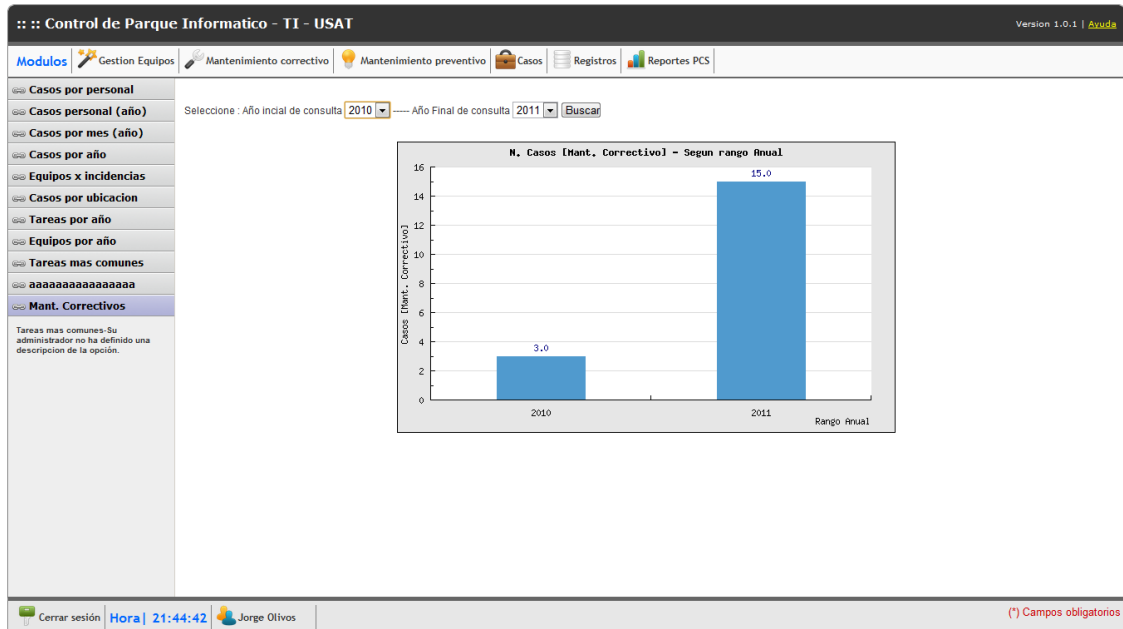 :: :: Control de Parque Informatico - TI - USAT
Version 1.0.1 | Ayuda
Modulos Gestion Equipos Mantenimiento correctivo Mantenimiento preventivo Casos Registros Reportes PCS
Casos por personal
Casos personal (año)
Casos por mes (año)
Casos por año
Equipos x incidencias
Casos por ubicacion
Tareas por año
Equipos por año
Tareas mas comunes
aaaaaaaaaaaaaaaa
Mant. Correctivos
Tareas mas comunes-Su
administrador no ha definido una
descripcion de la opción.
Seleccione : Año incial de consulta 2010 ----- Año Final de consulta 2011 Buscar
N. Casos [Mant. Correctivo] - Segun rango Anual
Casos [Mant. Correctivo]
16
14
12
10
8
6
4
2
0
3.0
15.0
2010
2011
Rango Anual
Cerrar sesión Hora| 21:44:42 Jorge Olivos
(*) Campos obligatorios